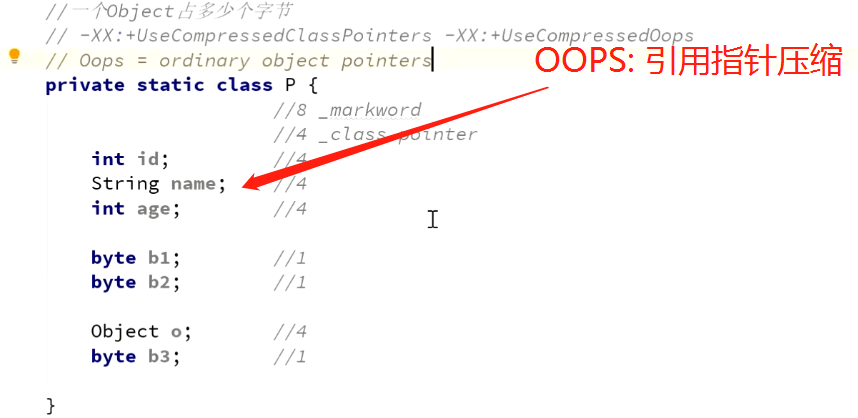 //一个Object占多少个字节
// -XX:+UseCompressedClassPointers -XX:+UseCompressedOops
// Oops = ordinary object pointers
OOPS: 引用指针压缩
private static class P {
//8 _markword
//4 _class pointer
int id; //4
String name; //4
int age; //4
byte b1; //1
byte b2; //1
Object o; //4
byte b3; //1
}